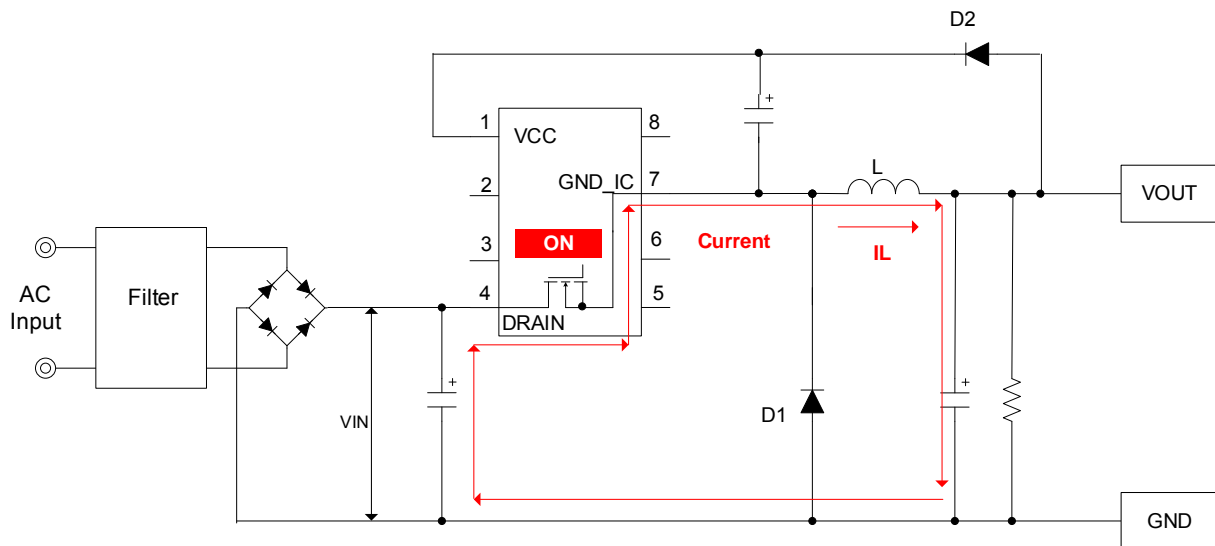 D2
+
1
VCC
8
2
GND_IC
7
L
VOUT
3
ON
6
Current
IL
AC
Input
Filter
4
DRAIN
5
+
VIN
D1
+
GND